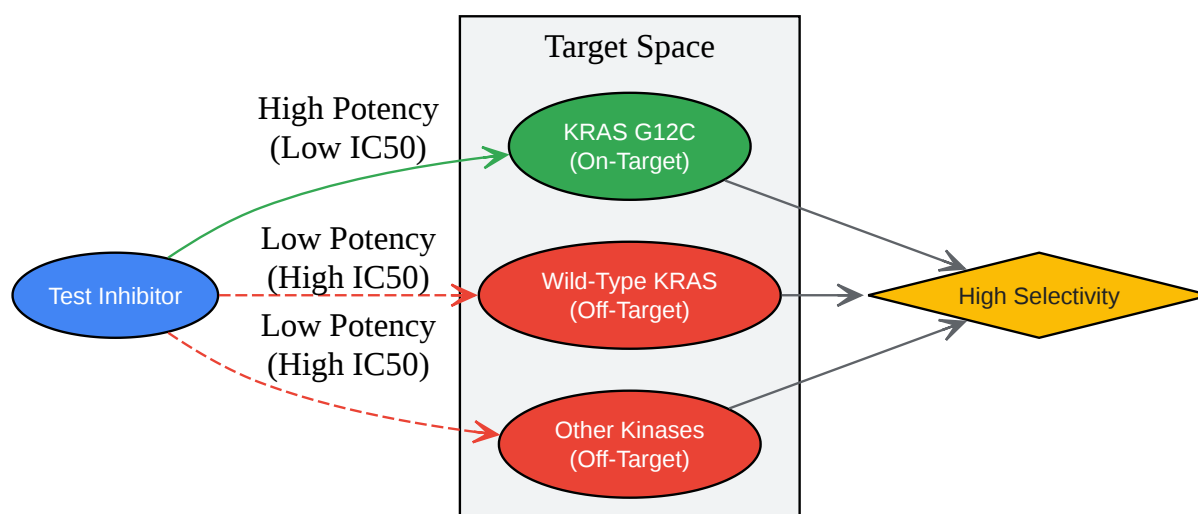 Target Space
High Potency
(Low IC50)
KRAS G12C
(On-Target)
Low Potency
(High IC50)
Test Inhibitor
Wild-Type KRAS
(Off-Target)
High Selectivity
Low Potency
(High IC50)
Other Kinases
(Off-Target)